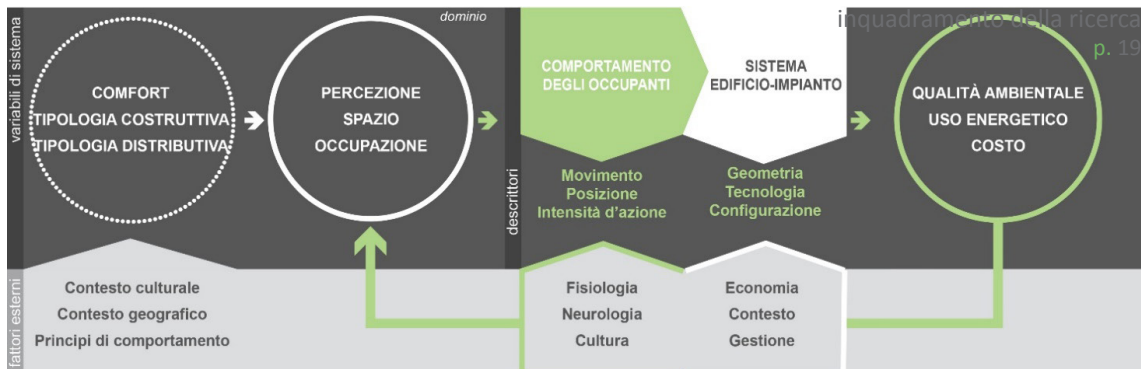 inquadramento della ricerca
p. 19
variabili di sistema
dominio
COMFORT
TIPOLOGIA COSTRUTTIVA
TIPOLOGIA DISTRIBUTIVA
PERCEZIONE
SPAZIO
OCCUPAZIONE
COMPORTAMENTO
DEGLI OCCUPANTI
SISTEMA
EDIFICIO-IMPIANTO
QUALITÀ AMBIENTALE
USO ENERGETICO
COSTO
descrittori
Movimento
Posizione
Intensità d'azione
Geometria
Tecnologia
Configurazione
fattori esterni
Contesto culturale
Contesto geografico
Principi di comportamento
Fisiologia
Neurologia
Cultura
Economia
Contesto
Gestione